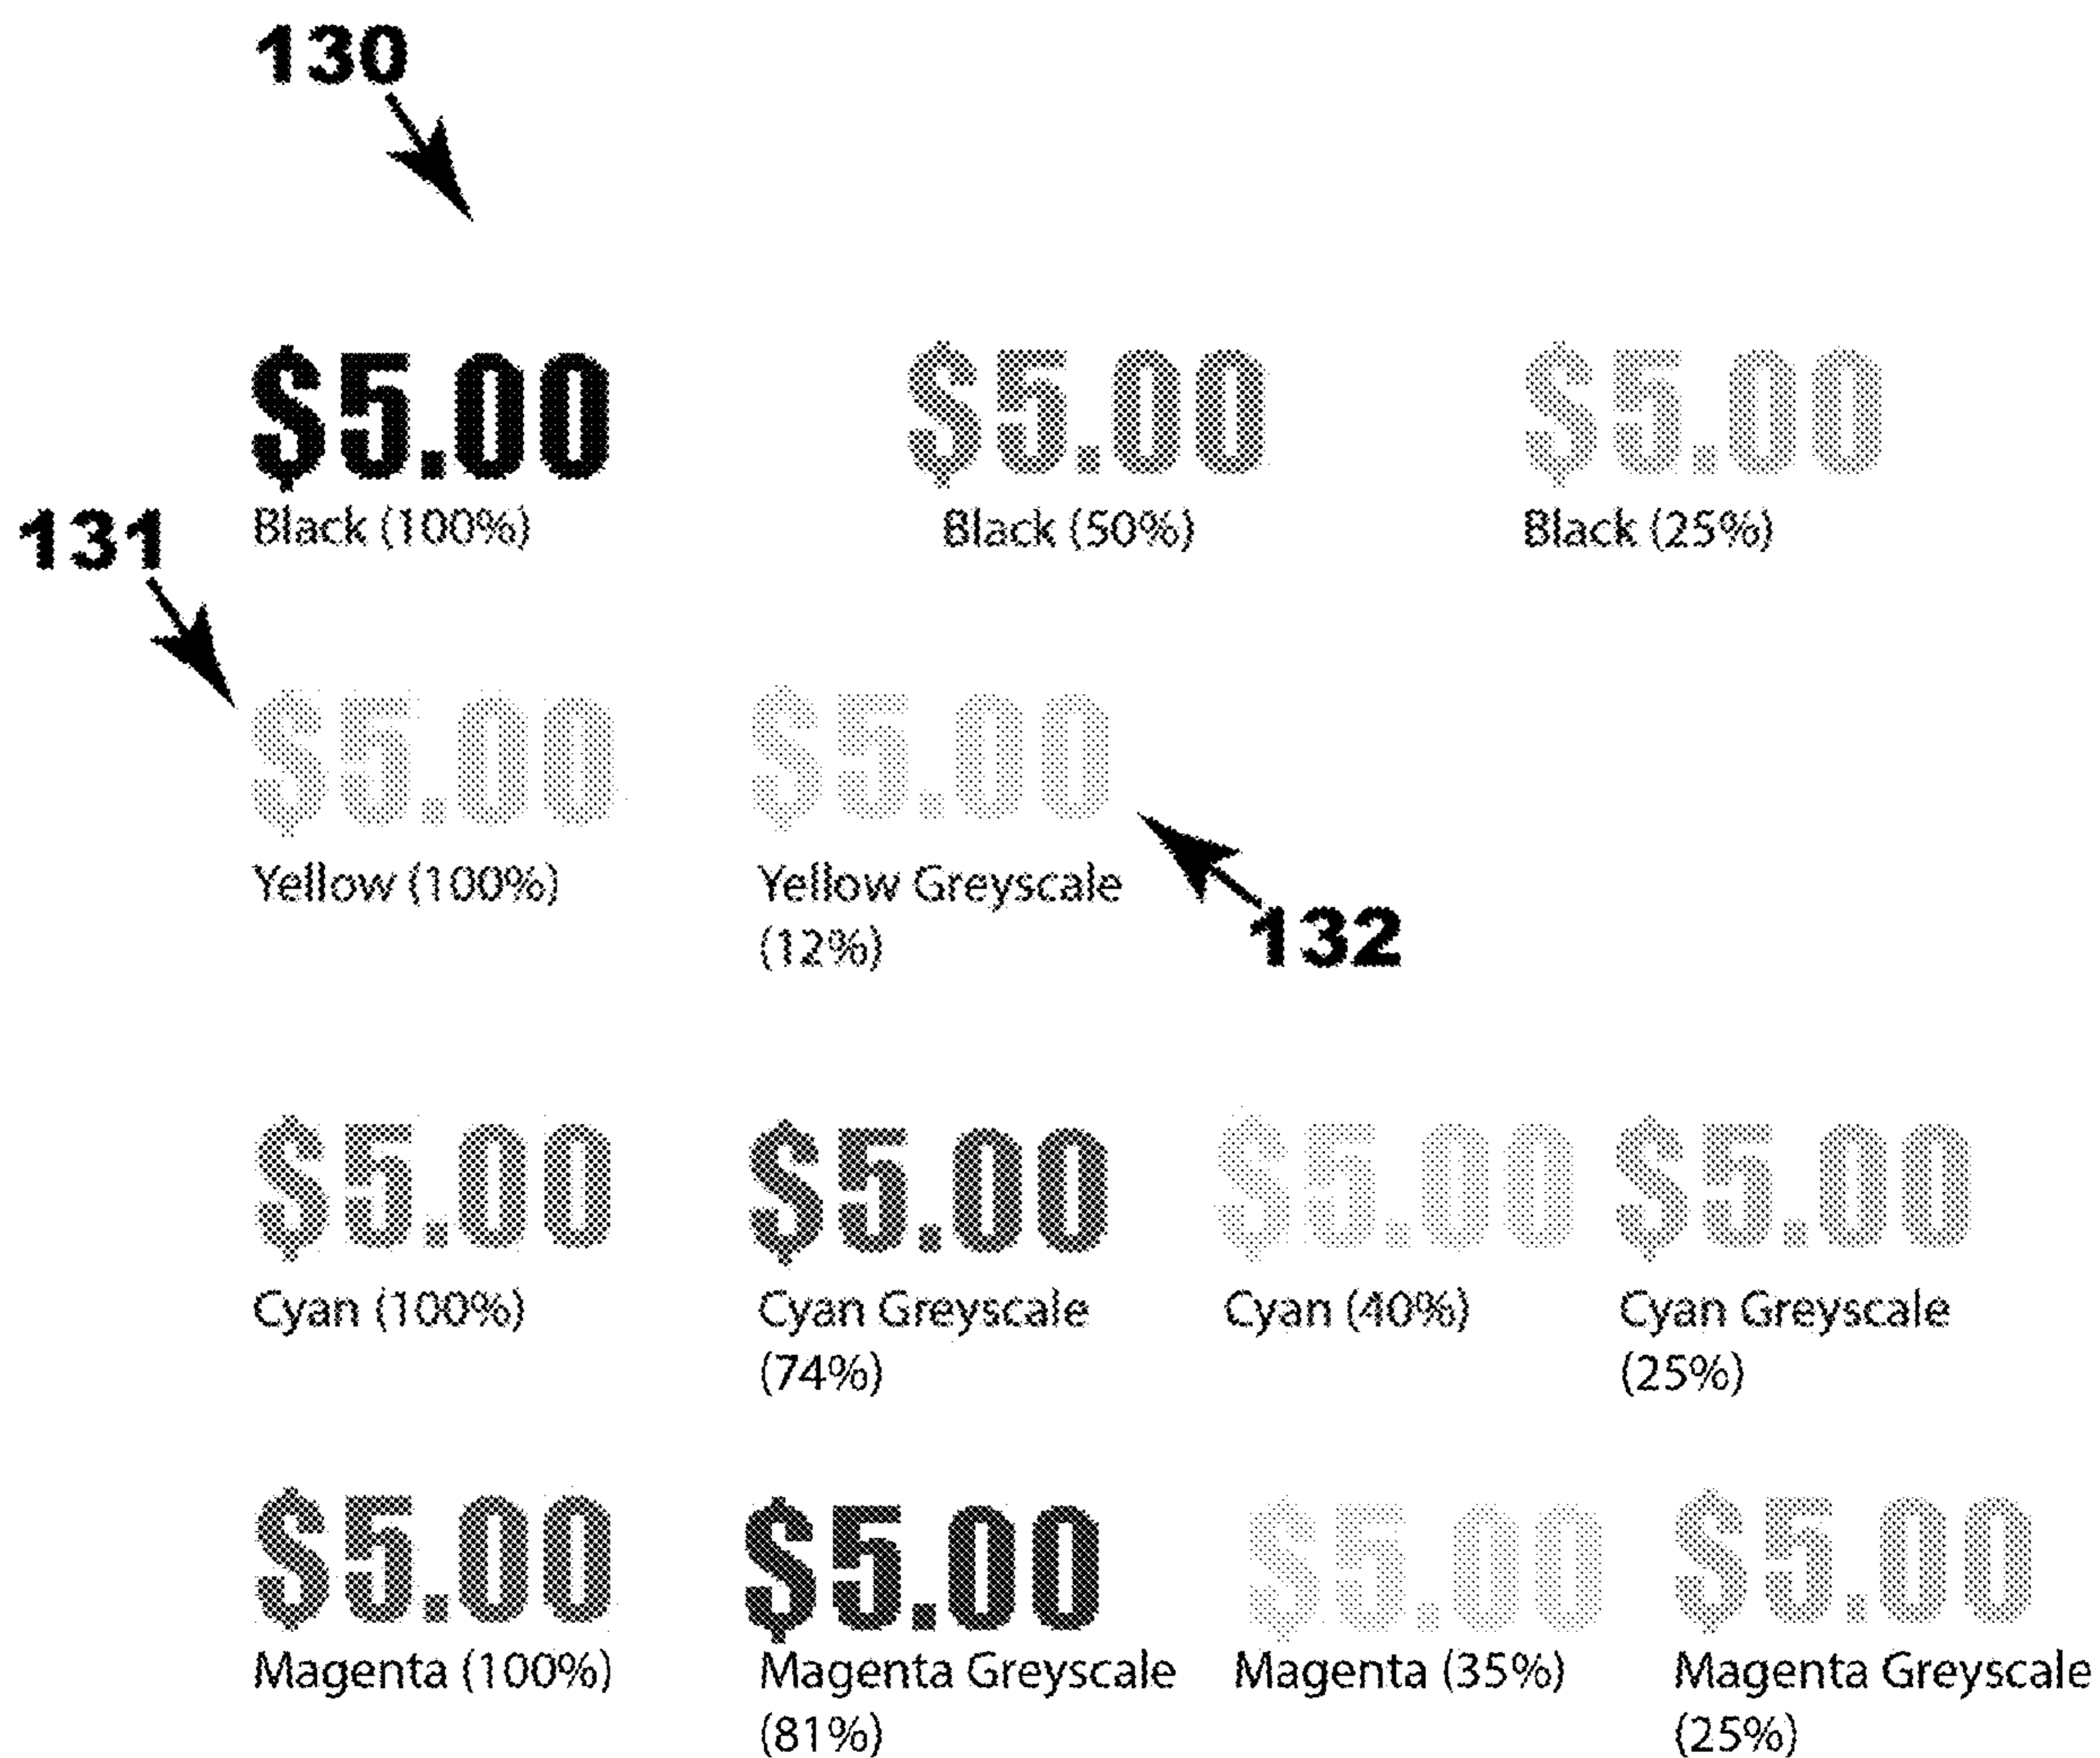 130
$5.00 $5.00 $5.00
Black (100%) Black (50%) Black (25%)
131
$5.00 $5.00
Yellow (100%) Yellow Greyscale
(12%)
132
$5.00 $5.00 $5.00 $5.00
Cyan (100%) Cyan Greyscale Cyan (40%) Cyan Greyscale
(74%) (25%)
$5.00 $5.00 $5.00 $5.00
Magenta (100%) Magenta Greyscale Magenta (35%) Magenta Greyscale
(81%) (25%)